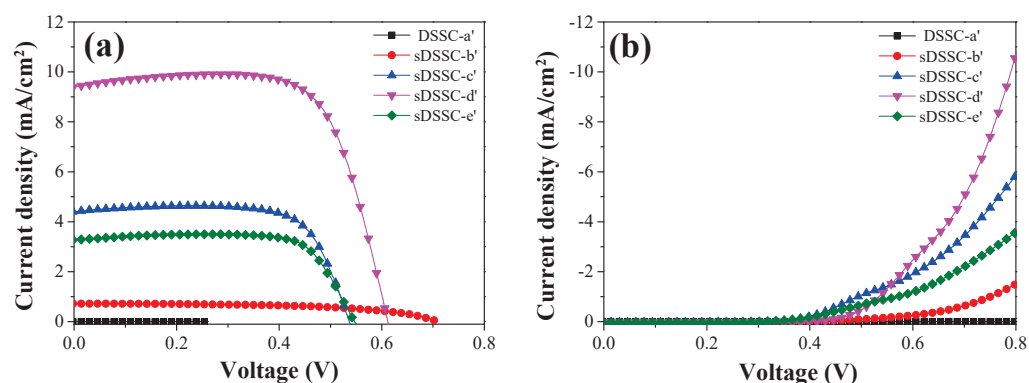 (a)
DSSC-a'
sDSSC-b'
sDSSC-c'
sDSSC-d'
sDSSC-e'
Current density (mA/cm²)
12
10
8
6
4
2
0
0.0 0.2 0.4 0.6 0.8
Voltage (V)
(b)
DSSC-a'
sDSSC-b'
sDSSC-c'
sDSSC-d'
sDSSC-e'
Current density (mA/cm²)
-12
-10
-8
-6
-4
-2
0
0.0 0.2 0.4 0.6 0.8
Voltage (V)